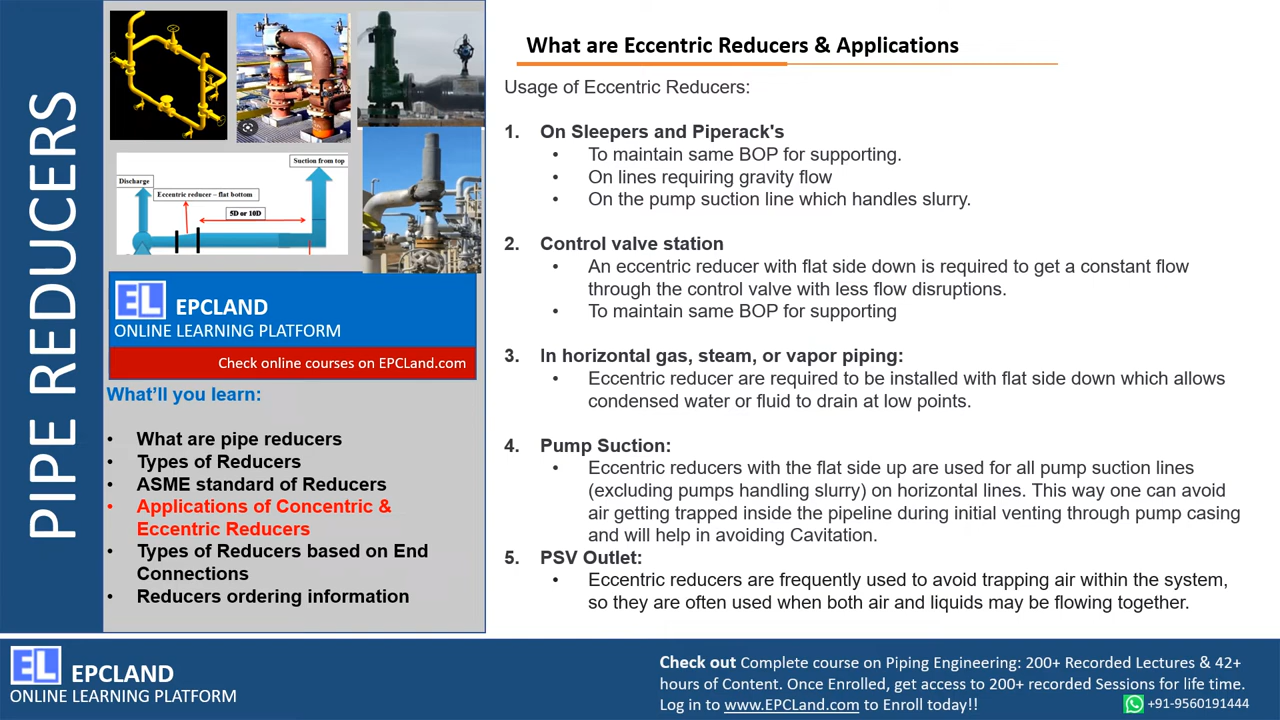 PIPE REDUCERS
Suction from top
Discharge
Eccentric reducer – flat bottom
5D or 10D
EL EPCLAND
ONLINE LEARNING PLATFORM
Check online courses on EPCLand.com
What'll you learn:
• What are pipe reducers
• Types of Reducers
• ASME standard of Reducers
• Applications of Concentric &
Eccentric Reducers
• Types of Reducers based on End
Connections
• Reducers ordering information
What are Eccentric Reducers & Applications
Usage of Eccentric Reducers:
1. On Sleepers and Piperack's
• To maintain same BOP for supporting.
• On lines requiring gravity flow
• On the pump suction line which handles slurry.
2. Control valve station
• An eccentric reducer with flat side down is required to get a constant flow
through the control valve with less flow disruptions.
• To maintain same BOP for supporting
3. In horizontal gas, steam, or vapor piping:
• Eccentric reducer are required to be installed with flat side down which allows
condensed water or fluid to drain at low points.
4. Pump Suction:
• Eccentric reducers with the flat side up are used for all pump suction lines
(excluding pumps handling slurry) on horizontal lines. This way one can avoid
air getting trapped inside the pipeline during initial venting through pump casing
and will help in avoiding Cavitation.
5. PSV Outlet:
• Eccentric reducers are frequently used to avoid trapping air within the system,
so they are often used when both air and liquids may be flowing together.
EL EPCLAND
ONLINE LEARNING PLATFORM
Check out Complete course on Piping Engineering: 200+ Recorded Lectures & 42+
hours of Content. Once Enrolled, get access to 200+ recorded Sessions for life time.
Log in to www.EPCLand.com to Enroll today!!
+91-9560191444